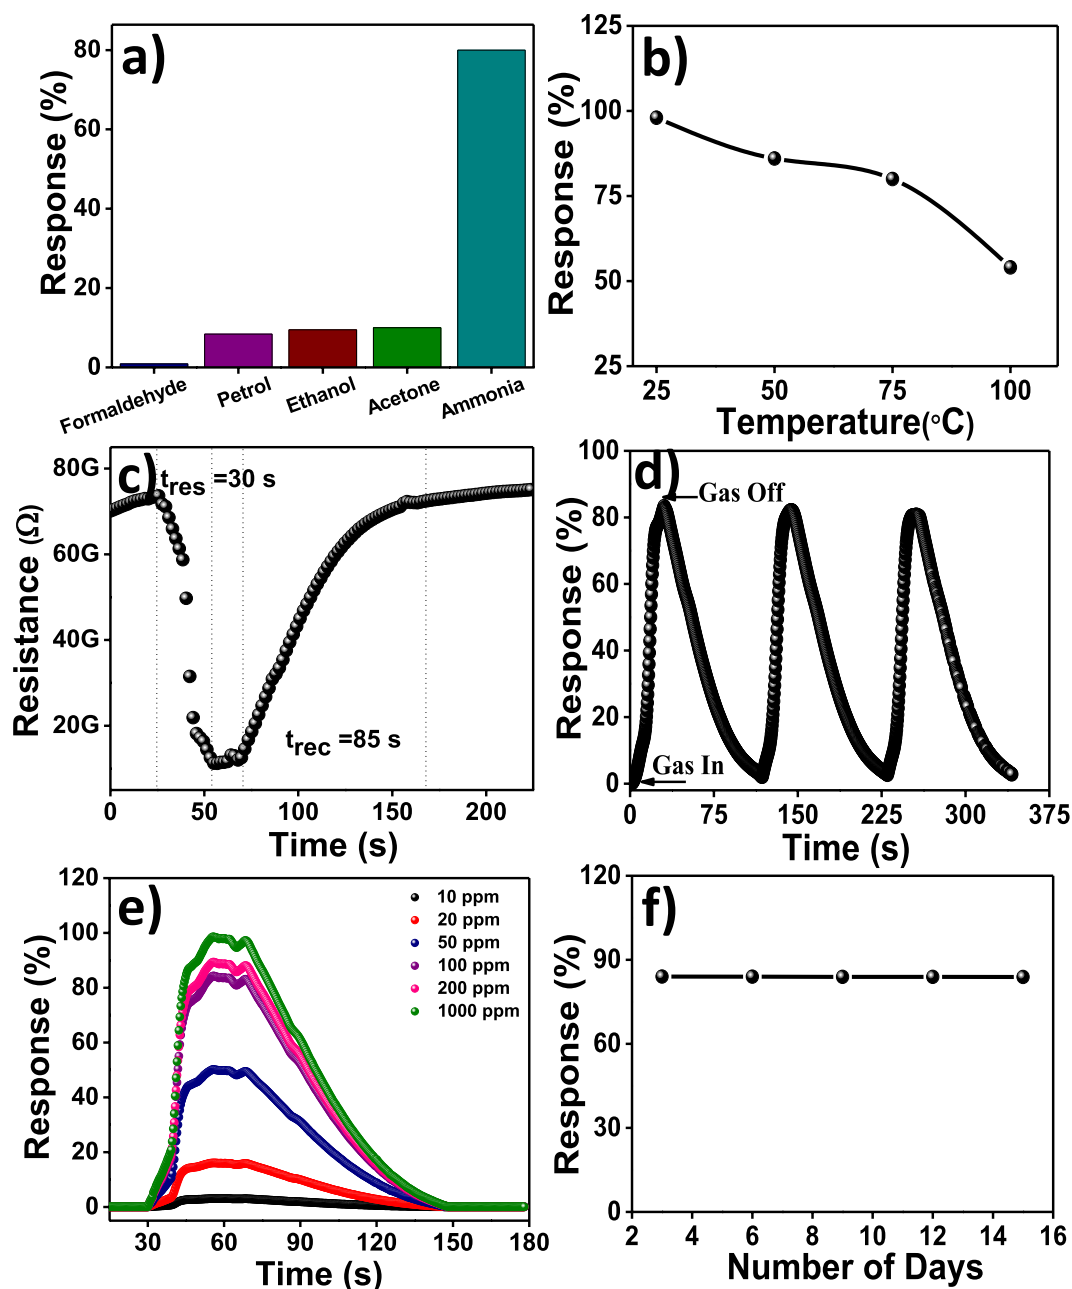 a)
Response (%)
80
60
40
20
0
Formaldehyde
Petrol
Ethanol
Acetone
Ammonia
b)
Response (%)
125
100
75
50
25
25
50
75
100
Temperature(°C)
c)
t_res =30 s
t_rec =85 s
Resistance (Ω)
80G
60G
40G
20G
0
50
100
150
200
Time (s)
d)
Gas Off
Gas In
Response (%)
100
80
60
40
20
0
0
75
150
225
300
375
Time (s)
e)
10 ppm
20 ppm
50 ppm
100 ppm
200 ppm
1000 ppm
Response (%)
120
100
80
60
40
20
0
30
60
90
120
150
180
Time (s)
f)
Response (%)
120
90
60
30
0
2
4
6
8
10
12
14
16
Number of Days